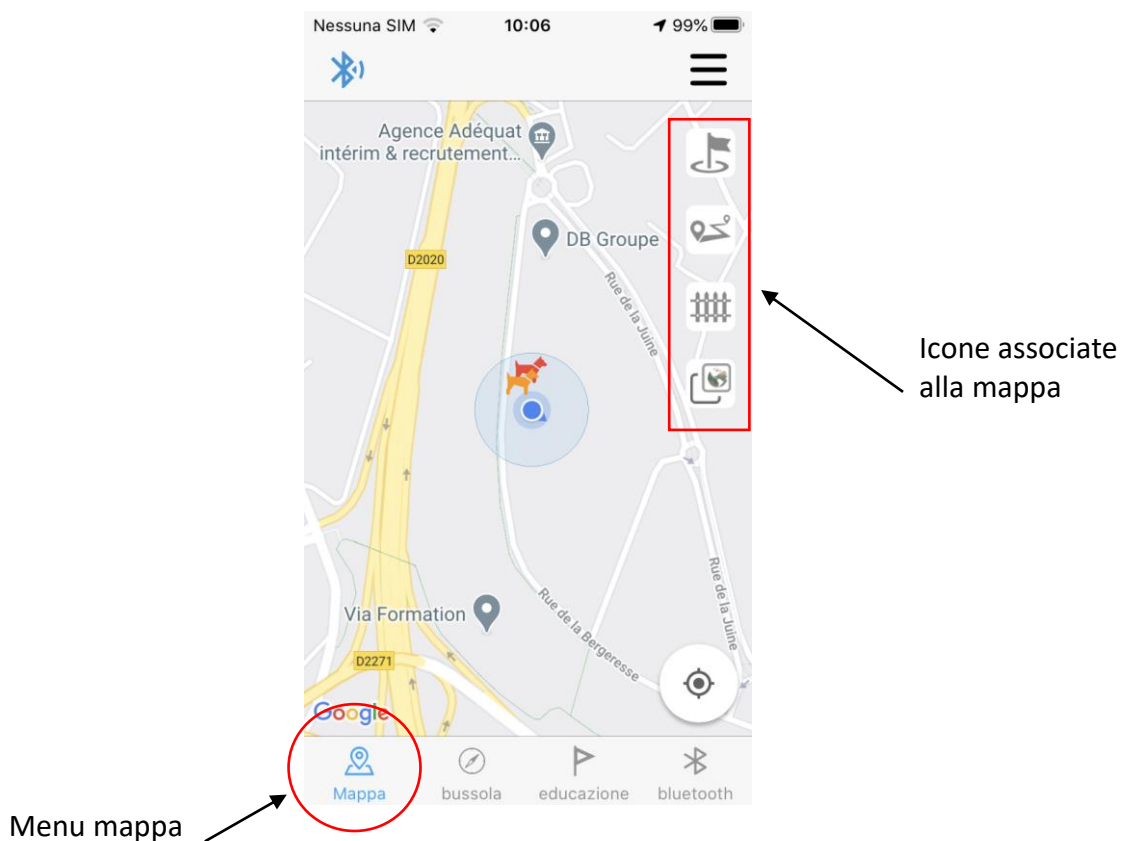 Nessuna SIM 10:06 99%
Agence Adéquat
intérim & recrutement...
DB Groupe
D2020
Rue de la Juine
Icone associate
alla mappa
Rue de la Juine
Via Formation
Rue de la Bergeresse
D2271
Google
Mappa bussola educazione bluetooth
Menu mappa